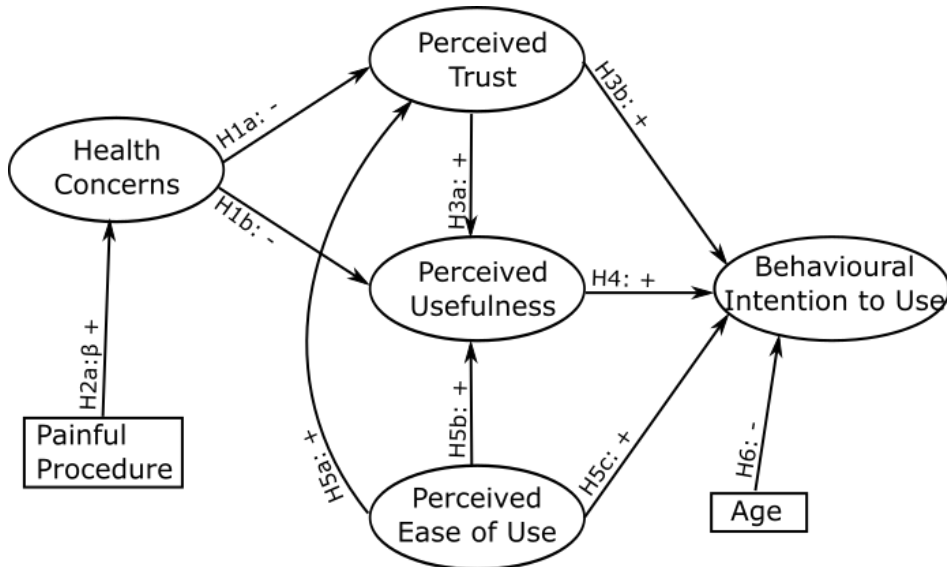 Perceived
Trust
H1a: -
H3b: +
Health
Concerns
H3a: +
H1b: -
Perceived
Usefulness
H4: +
Behavioural
Intention to Use
H2a:β +
Painful
Procedure
H5a: +
H5b: +
H5c: +
H6: -
Perceived
Ease of Use
Age